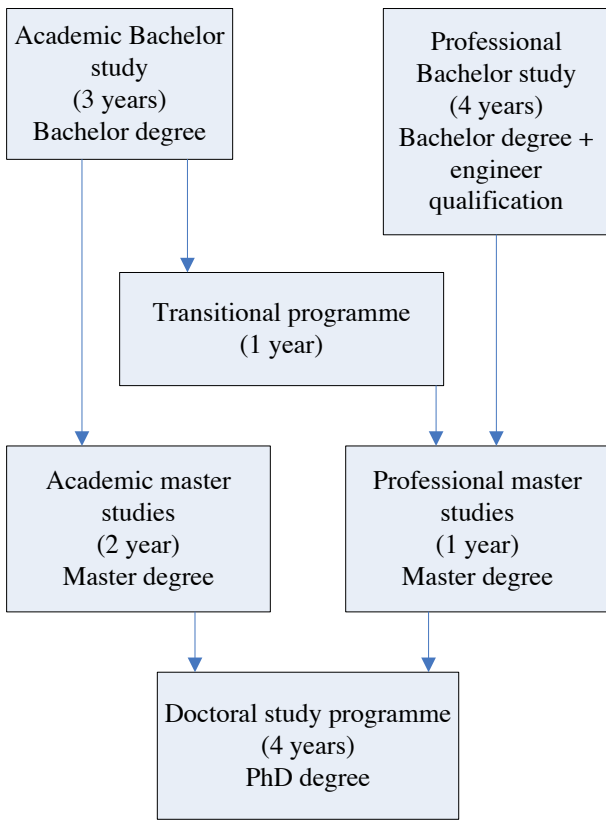 Academic Bachelor
study
(3 years)
Bachelor degree
Professional
Bachelor study
(4 years)
Bachelor degree +
engineer
qualification
Transitional programme
(1 year)
Academic master
studies
(2 year)
Master degree
Professional master
studies
(1 year)
Master degree
Doctoral study programme
(4 years)
PhD degree